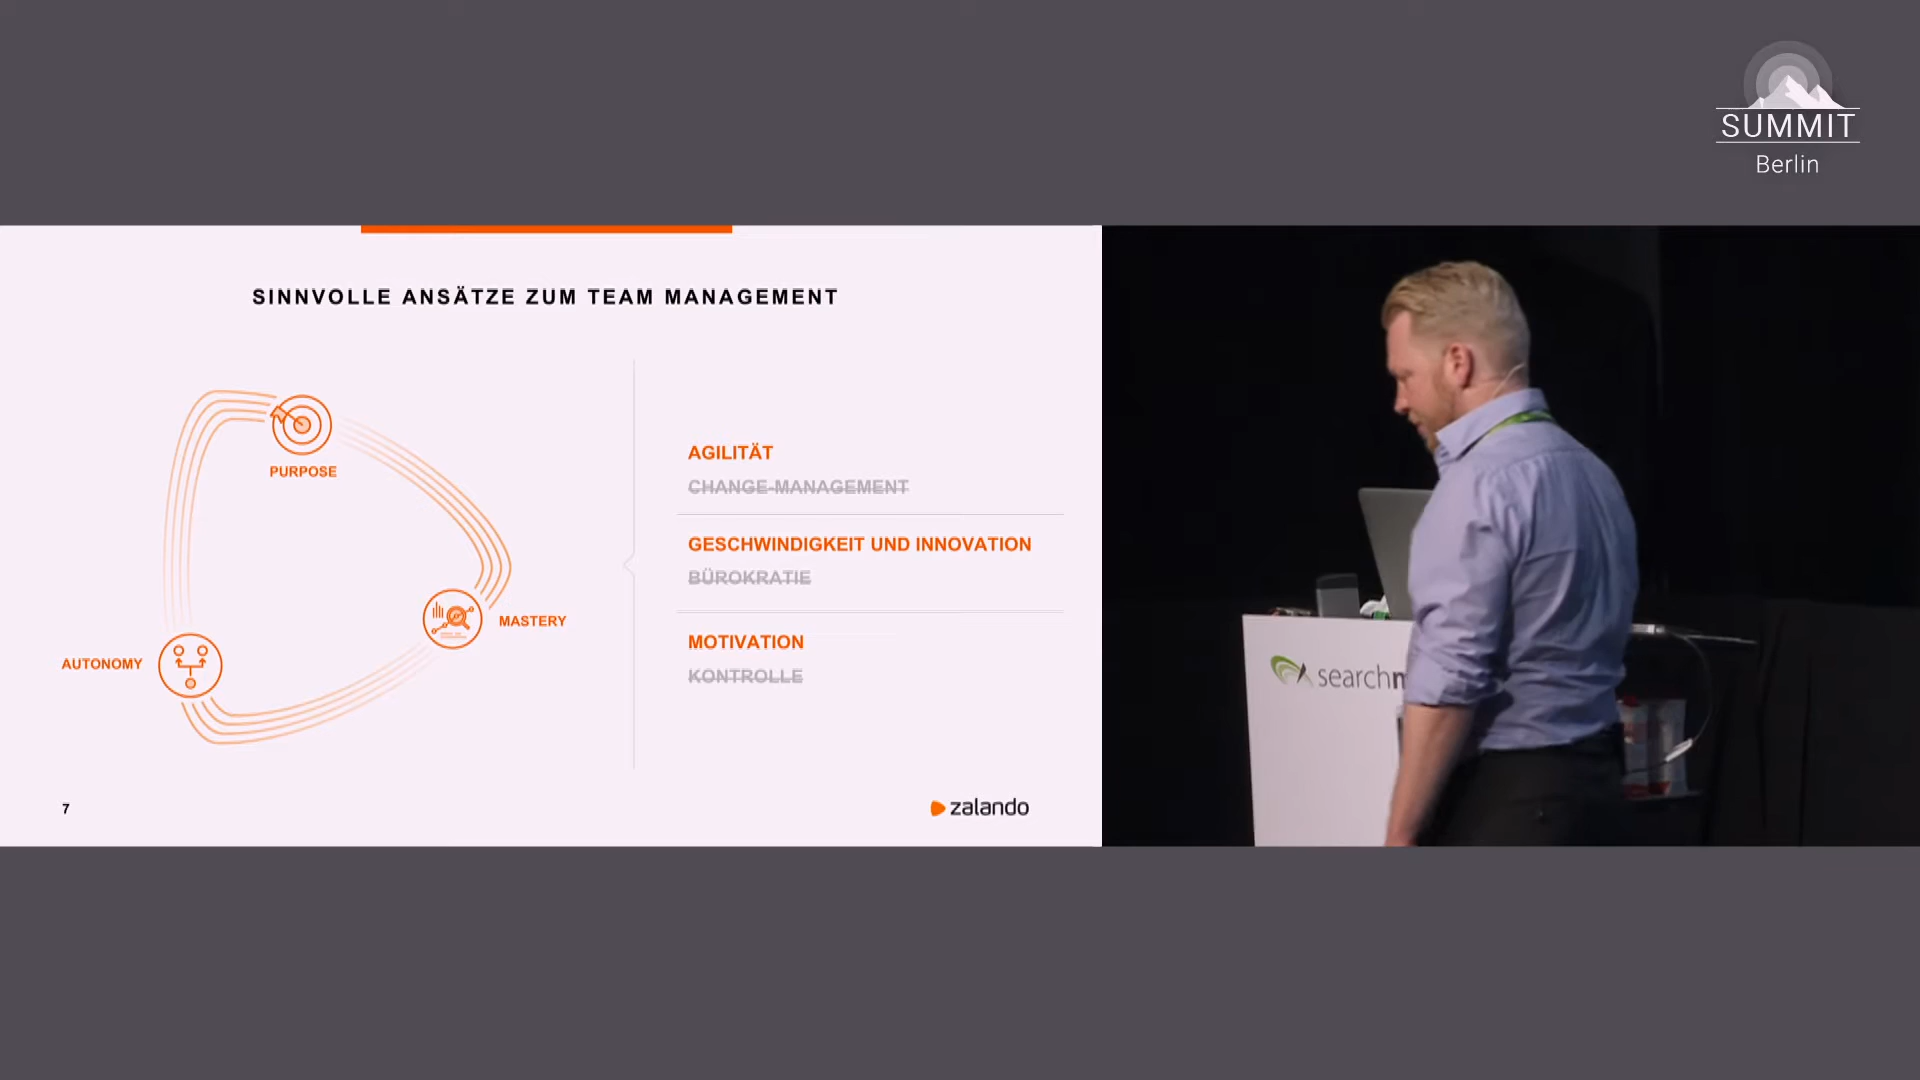 SUMMIT
Berlin
SINNVOLLE ANSÄTZE ZUM TEAM MANAGEMENT
PURPOSE
MASTERY
AUTONOMY
AGILITÄT
CHANGE-MANAGEMENT
GESCHWINDIGKEIT UND INNOVATION
BÜROKRATIE
MOTIVATION
KONTROLLE
7
zalando